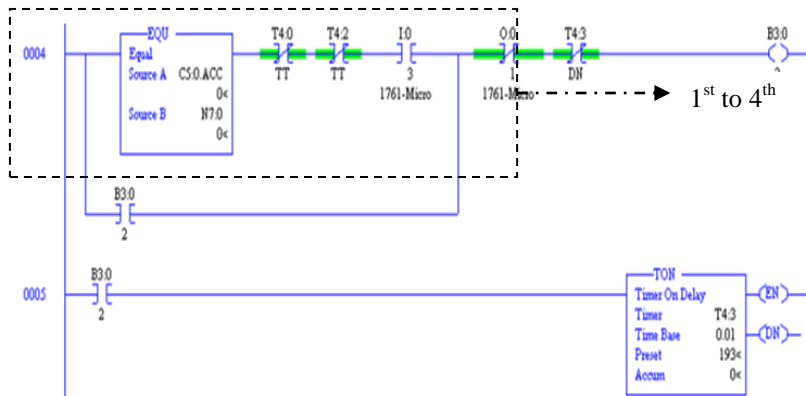 EQU
T4:0
T4:2
I:0
O:0
T4:3
B3:0
0004
Equal
Source A C5:0.ACC
0<
Source B N7:0
0<
TT
TT
3
1761-Micro
1
1761-Micro
DN
1st to 4th
B3:0
2
B3:0
0005
2
TON
Timer On Delay
Timer T4:3
Time Base 0.01
Preset 193<
Accum 0<
EN
DN